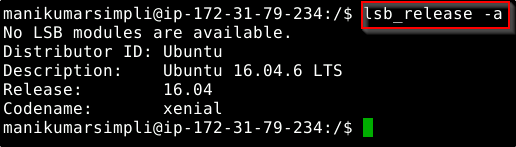 manikumarsimpli@ip-172-31-79-234:/$ lsb_release -a
No LSB modules are available.
Distributor ID: Ubuntu
Description:    Ubuntu 16.04.6 LTS
Release:        16.04
Codename:       xenial
manikumarsimpli@ip-172-31-79-234:/$